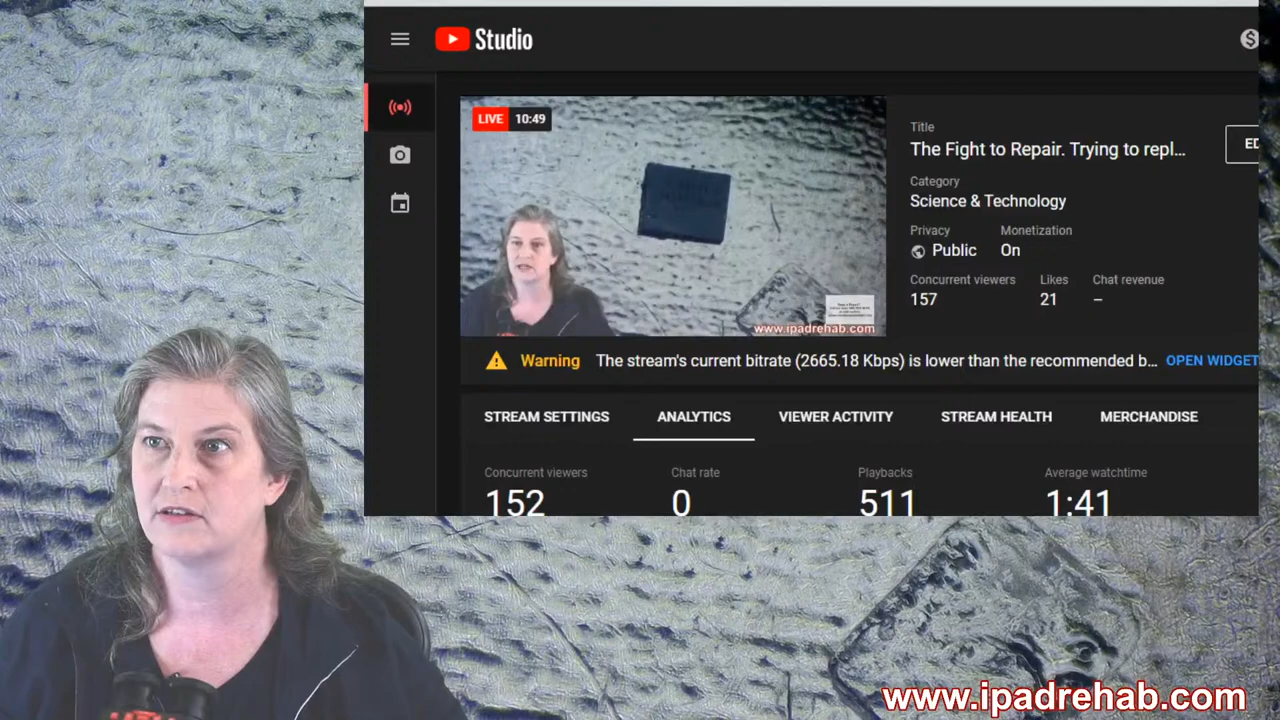 Studio
LIVE 10:49
www.ipadrehab.com
Title
The Fight to Repair. Trying to repl...
ED
Category
Science & Technology
Privacy Monetization
Public On
Concurrent viewers Likes Chat revenue
157 21 –
Warning The stream's current bitrate (2665.18 Kbps) is lower than the recommended b... OPEN WIDGET
STREAM SETTINGS ANALYTICS VIEWER ACTIVITY STREAM HEALTH MERCHANDISE
Concurrent viewers Chat rate Playbacks Average watchtime
152 0 511 1:41
www.ipadrehab.com